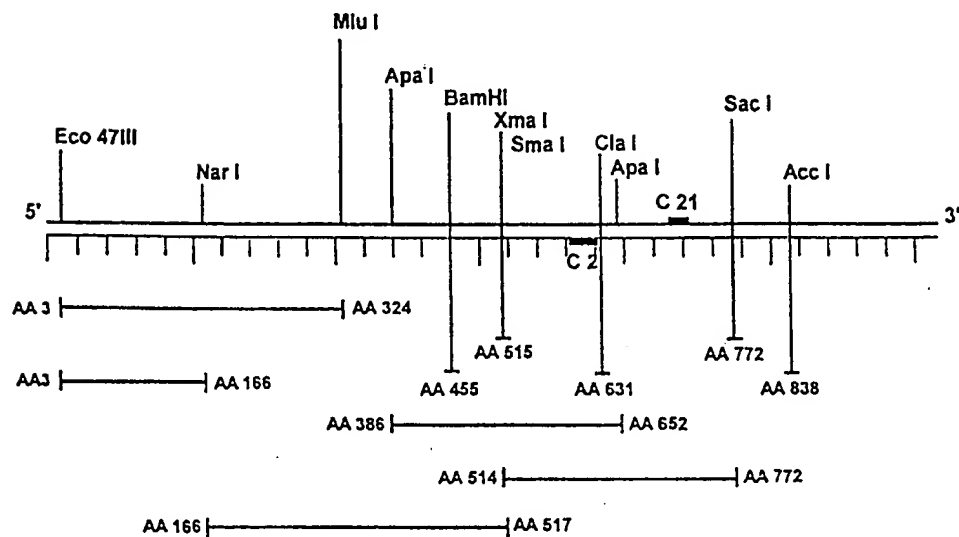 Mlu I
Apa I
BamHI
Xma I
Sma I
Sac I
Eco 47III
Cla I
Nar I
Apa I
Acc I
C 21
5'
3'
C 2
AA 3
AA 324
AA 515
AA 772
AA3
AA 166
AA 455
AA 631
AA 838
AA 386
AA 652
AA 514
AA 772
AA 166
AA 517